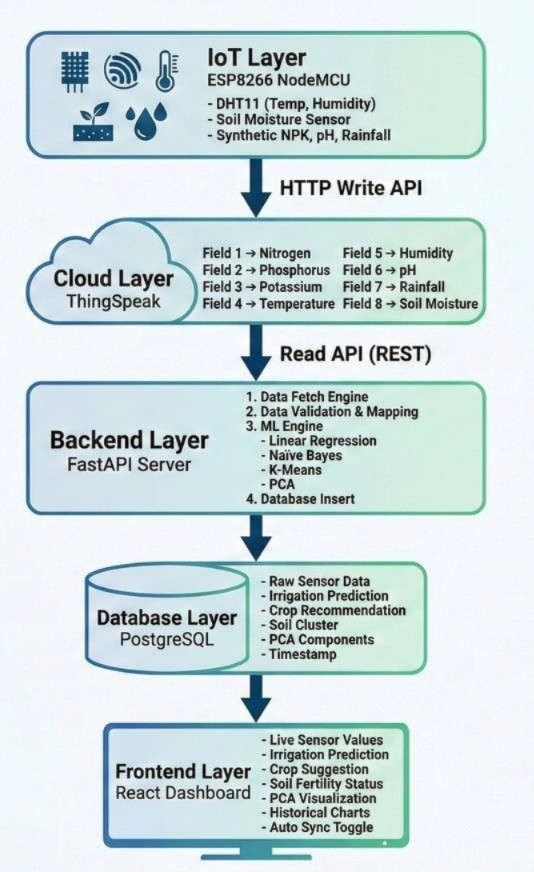 IoT Layer
ESP8266 NodeMCU
- DHT11 (Temp, Humidity)
- Soil Moisture Sensor
- Synthetic NPK, pH, Rainfall
HTTP Write API
Cloud Layer
ThingSpeak
Field 1 → Nitrogen
Field 2 → Phosphorus
Field 3 → Potassium
Field 4 → Temperature
Field 5 → Humidity
Field 6 → pH
Field 7 → Rainfall
Field 8 → Soil Moisture
Read API (REST)
Backend Layer
FastAPI Server
1. Data Fetch Engine
2. Data Validation & Mapping
3. ML Engine
- Linear Regression
- Naïve Bayes
- K-Means
- PCA
4. Database Insert
Database Layer
PostgreSQL
- Raw Sensor Data
- Irrigation Prediction
- Crop Recommendation
- Soil Cluster
- PCA Components
- Timestamp
Frontend Layer
React Dashboard
- Live Sensor Values
- Irrigation Prediction
- Crop Suggestion
- Soil Fertility Status
- PCA Visualization
- Historical Charts
- Auto Sync Toggle